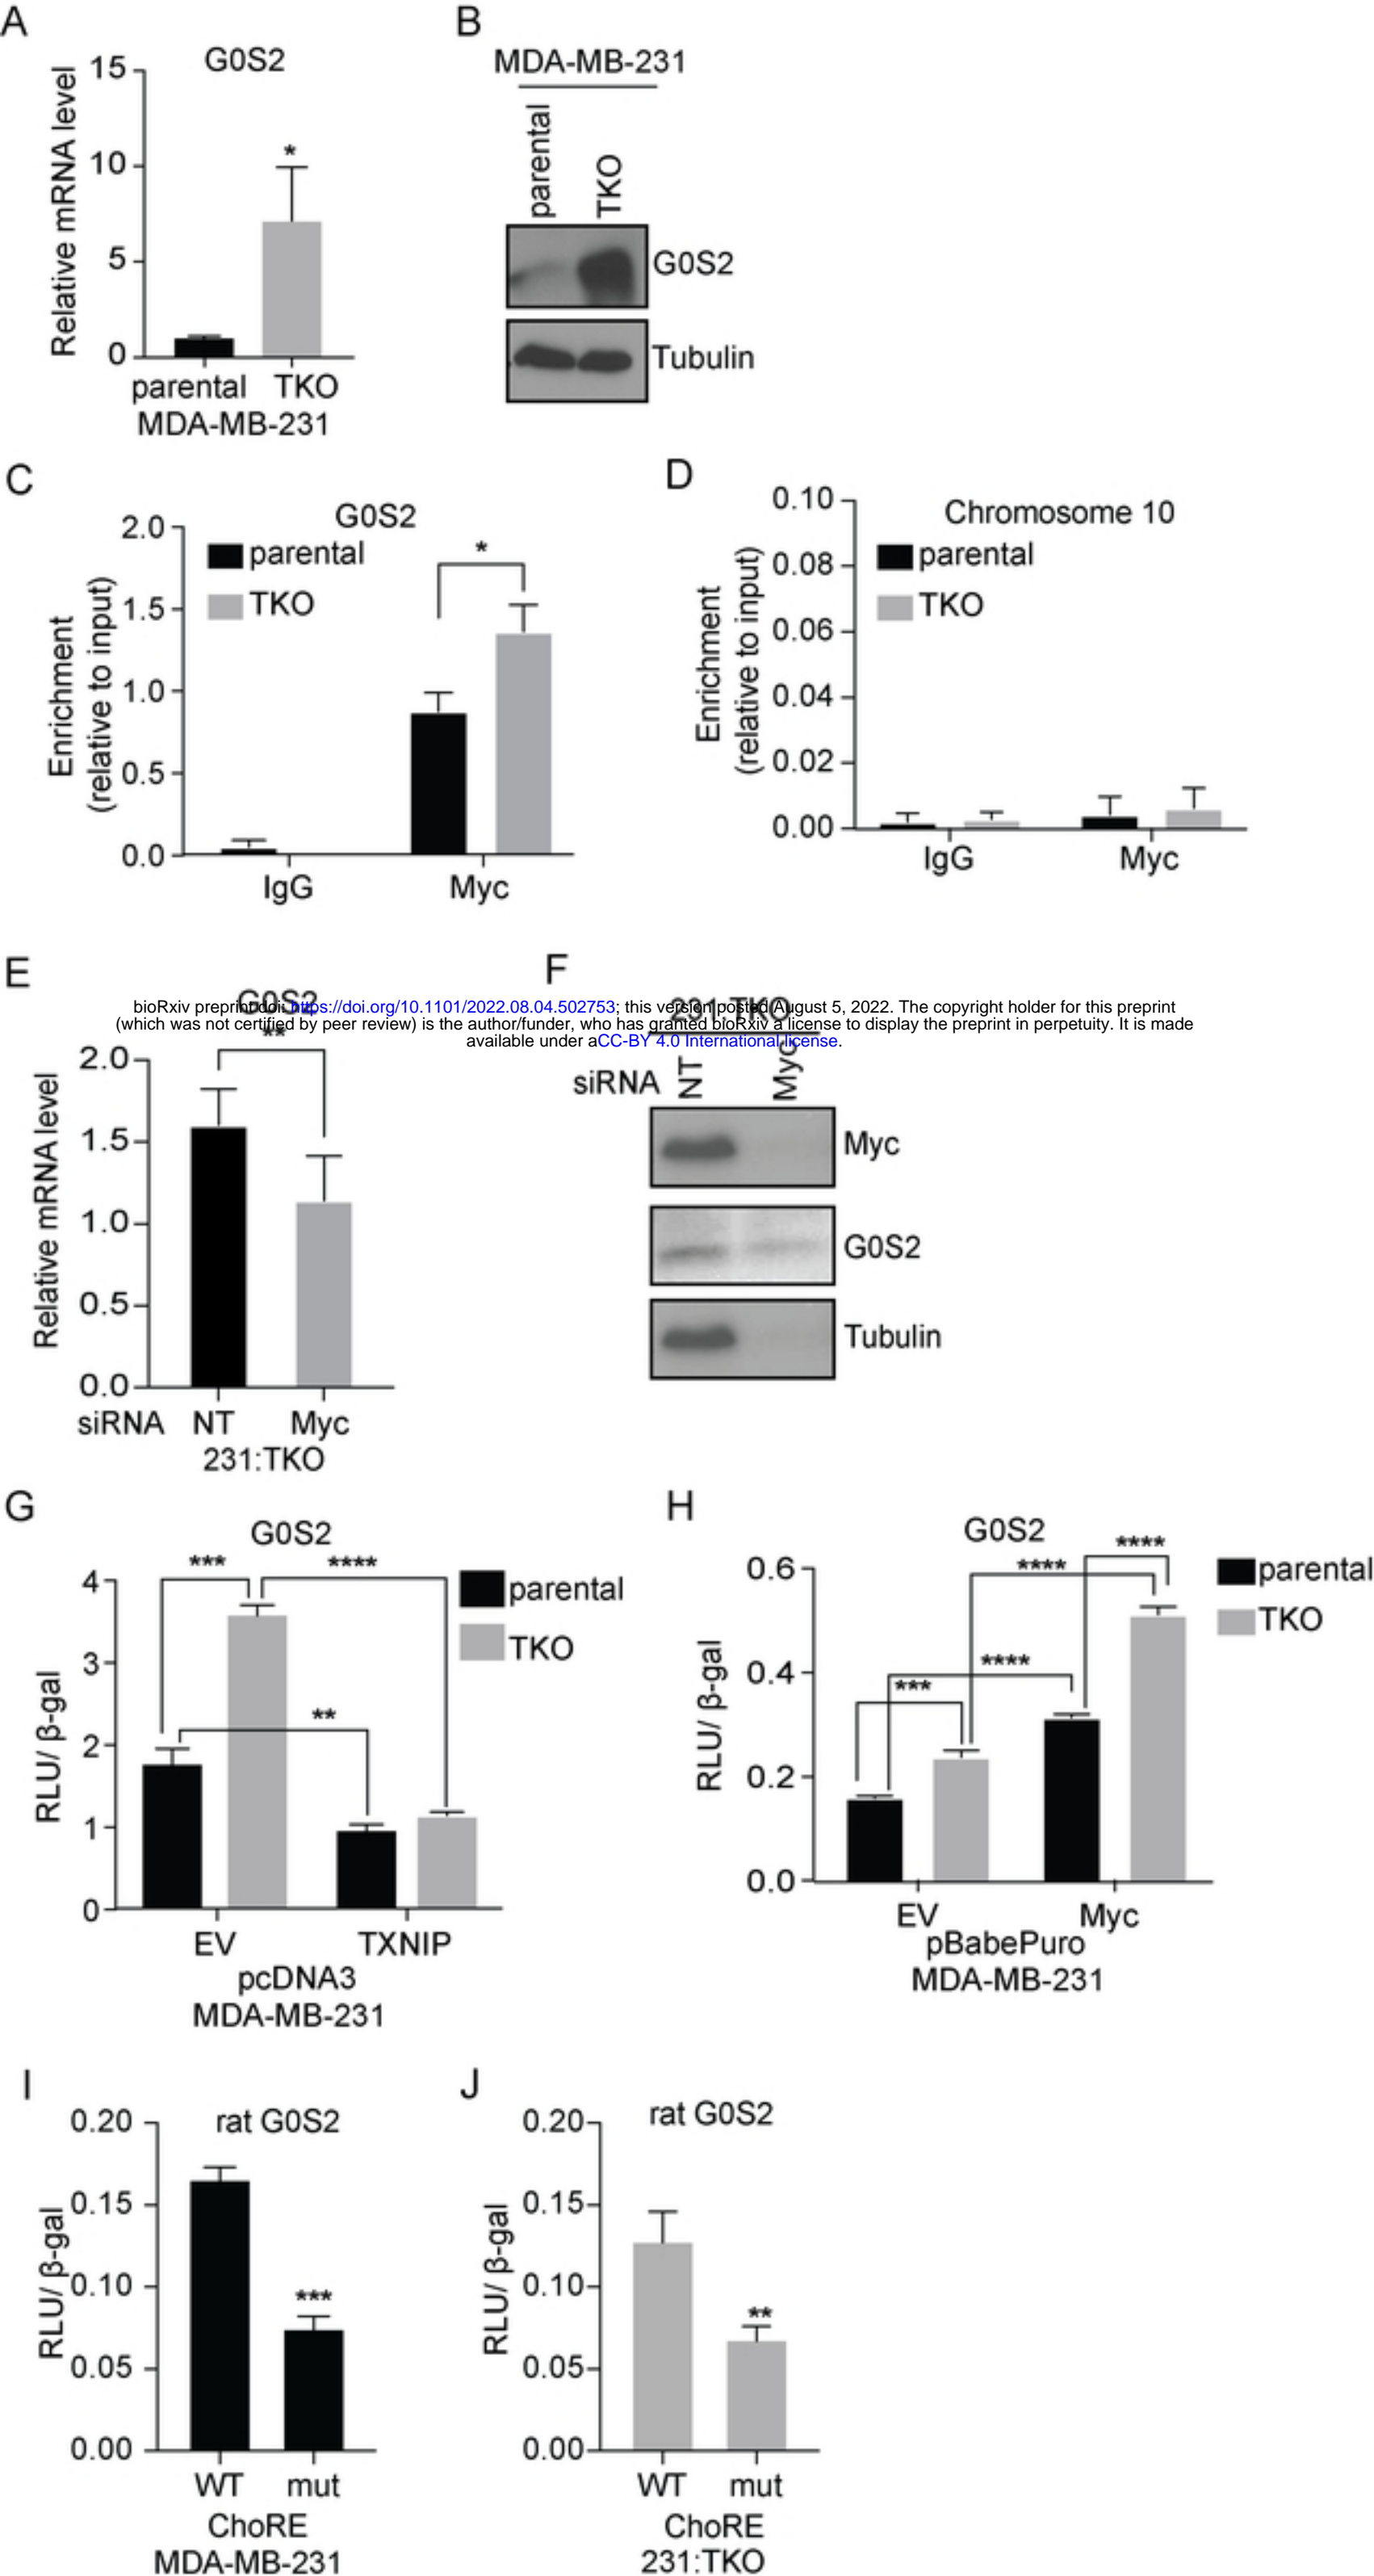 A
G0S2
Relative mRNA level
15
10
5
0
*
parental TKO
MDA-MB-231
B
MDA-MB-231
parental
TKO
G0S2
Tubulin
C
G0S2
Enrichment
(relative to input)
2.0
1.5
1.0
0.5
0.0
parental
TKO
*
IgG Myc
D
Chromosome 10
Enrichment
(relative to input)
0.10
0.08
0.06
0.04
0.02
0.00
parental
TKO
IgG Myc
E
G0S2
**
Relative mRNA level
2.0
1.5
1.0
0.5
0.0
siRNA NT Myc
231:TKO
F
231:TKO
bioRxiv preprint doi: https://doi.org/10.1101/2022.08.04.502753; this version posted August 5, 2022. The copyright holder for this preprint
(which was not certified by peer review) is the author/funder, who has granted bioRxiv a license to display the preprint in perpetuity. It is made
available under aCC-BY 4.0 International license.
siRNA NT Myc
Myc
G0S2
Tubulin
G
G0S2
RLU/ β-gal
4
3
2
1
0
*** ****
**
parental
TKO
EV TXNIP
pcDNA3
MDA-MB-231
H
G0S2
RLU/ β-gal
0.6
0.4
0.2
0.0
****
****
****
***
parental
TKO
EV Myc
pBabePuro
MDA-MB-231
I
rat G0S2
RLU/ β-gal
0.20
0.15
0.10
0.05
0.00
***
WT mut
ChoRE
MDA-MB-231
J
rat G0S2
RLU/ β-gal
0.20
0.15
0.10
0.05
0.00
**
WT mut
ChoRE
231:TKO